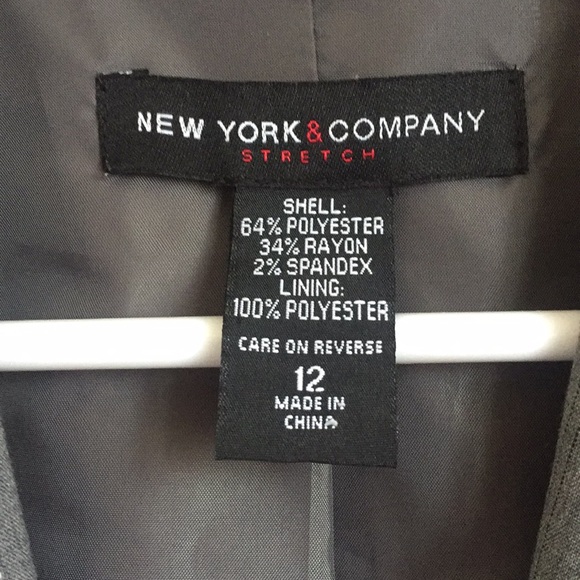 NEW YORK&COMPANY
STRETCH
SHELL:
64% POLYESTER
34% RAYON
2% SPANDEX
LINING:
100% POLYESTER
CARE ON REVERSE
12
MADE IN
CHINA